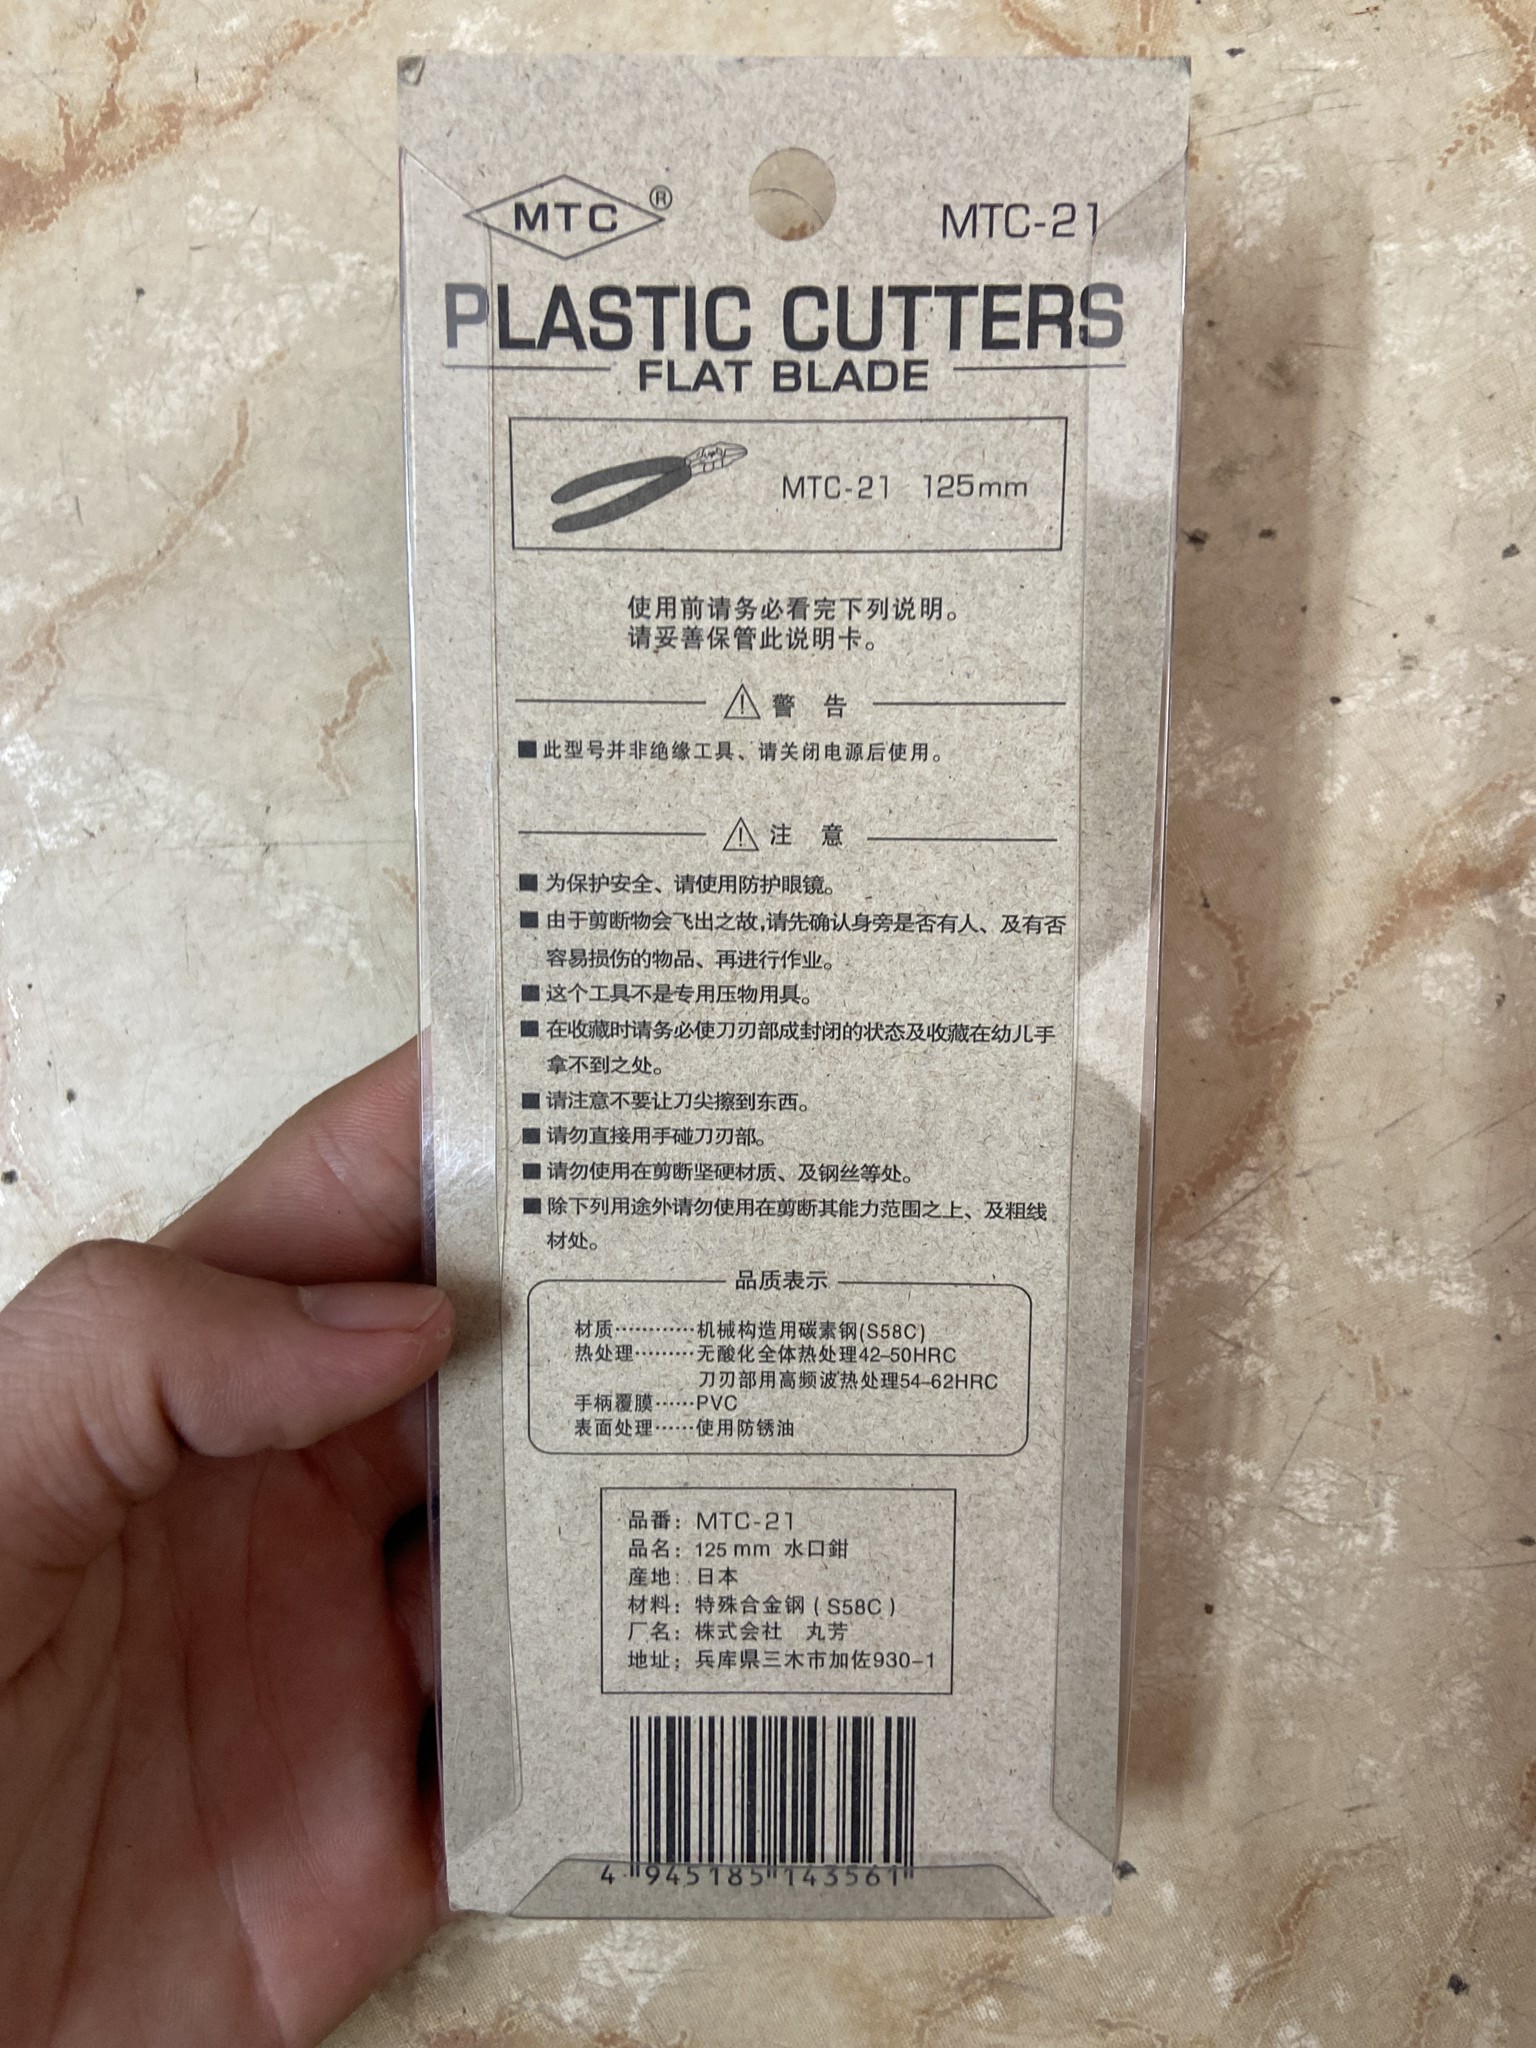 MTC®
MTC-21
PLASTIC CUTTERS
FLAT BLADE
MTC-21 125mm
使用前请务必看完下列说明。
请妥善保管此说明卡。
警 告
■ 此型号并非绝缘工具、请关闭电源后使用。
注 意
■ 为保护安全、请使用防护眼镜。
■ 由于剪断物会飞出之故,请先确认身旁是否有人、及有否
容易损伤的物品、再进行作业。
■ 这个工具不是专用压物用具。
■ 在收藏时请务必使刀刃部成封闭的状态及收藏在幼儿手
拿不到之处。
■ 请注意不要让刀尖擦到东西。
■ 请勿直接用手碰刀刃部。
■ 请勿使用在剪断坚硬材质、及钢丝等处。
■ 除下列用途外请勿使用在剪断其能力范围之上、及粗线
材处。
品质表示
材质…………机械构造用碳素钢(S58C)
热处理………无酸化全体热处理42-50HRC
刀刃部用高频波热处理54-62HRC
手柄覆膜……PVC
表面处理……使用防锈油
品番: MTC-21
品名: 125mm 水口鉗
産地: 日本
材料: 特殊合金钢 ( S58C )
厂名: 株式会社 丸芳
地址: 兵库県三木市加佐930-1
4 945185 143561